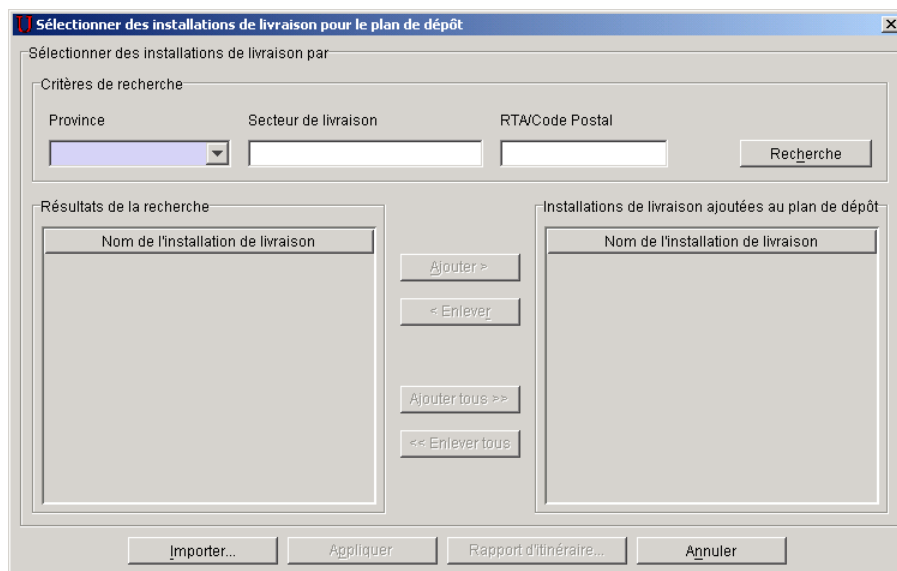 Sélectionner des installations de livraison pour le plan de dépôt
Sélectionner des installations de livraison par
Critères de recherche
Province
Secteur de livraison
RTA/Code Postal
Recherche
Résultats de la recherche
Installations de livraison ajoutées au plan de dépôt
Nom de l'installation de livraison
Nom de l'installation de livraison
Ajouter >
< Enlever
Ajouter tous >>
<< Enlever tous
Importer...
Appliquer
Rapport d'itinéraire...
Annuler